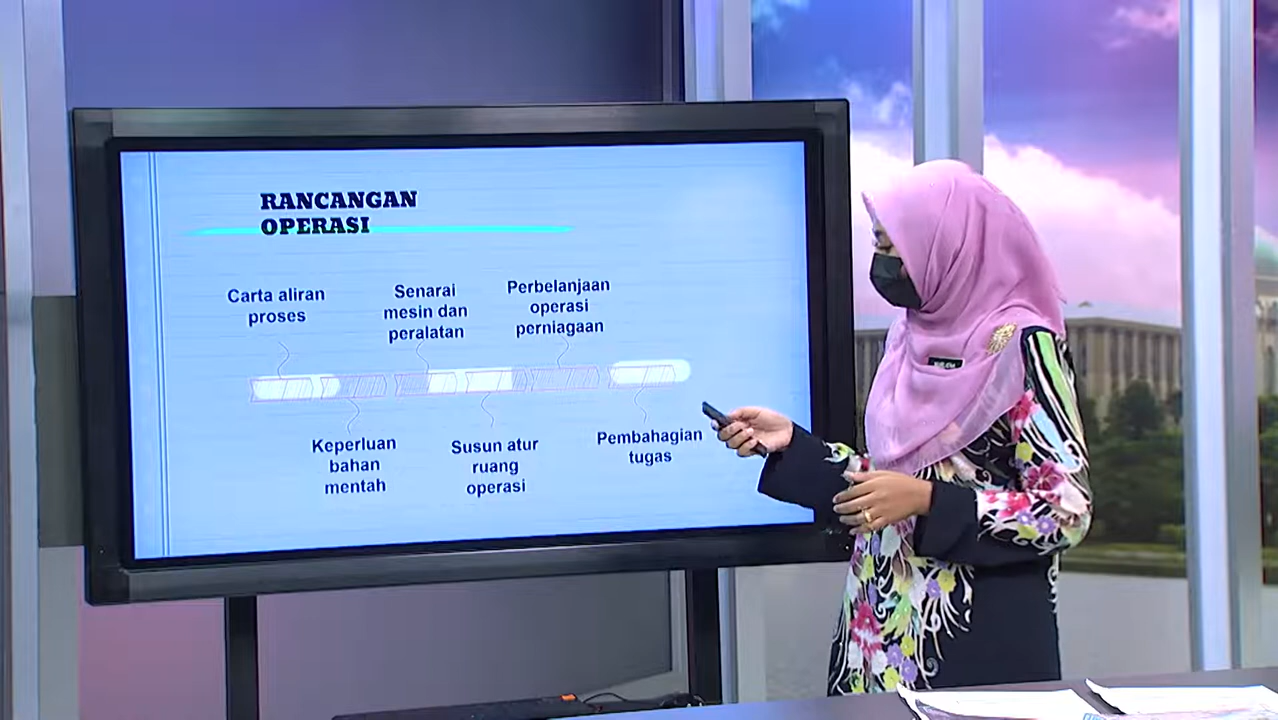 RANCANGAN
OPERASI
Carta aliran
proses
Senarai
mesin dan
peralatan
Perbelanjaan
operasi
perniagaan
Keperluan
bahan
mentah
Susun atur
ruang
operasi
Pembahagian
tugas